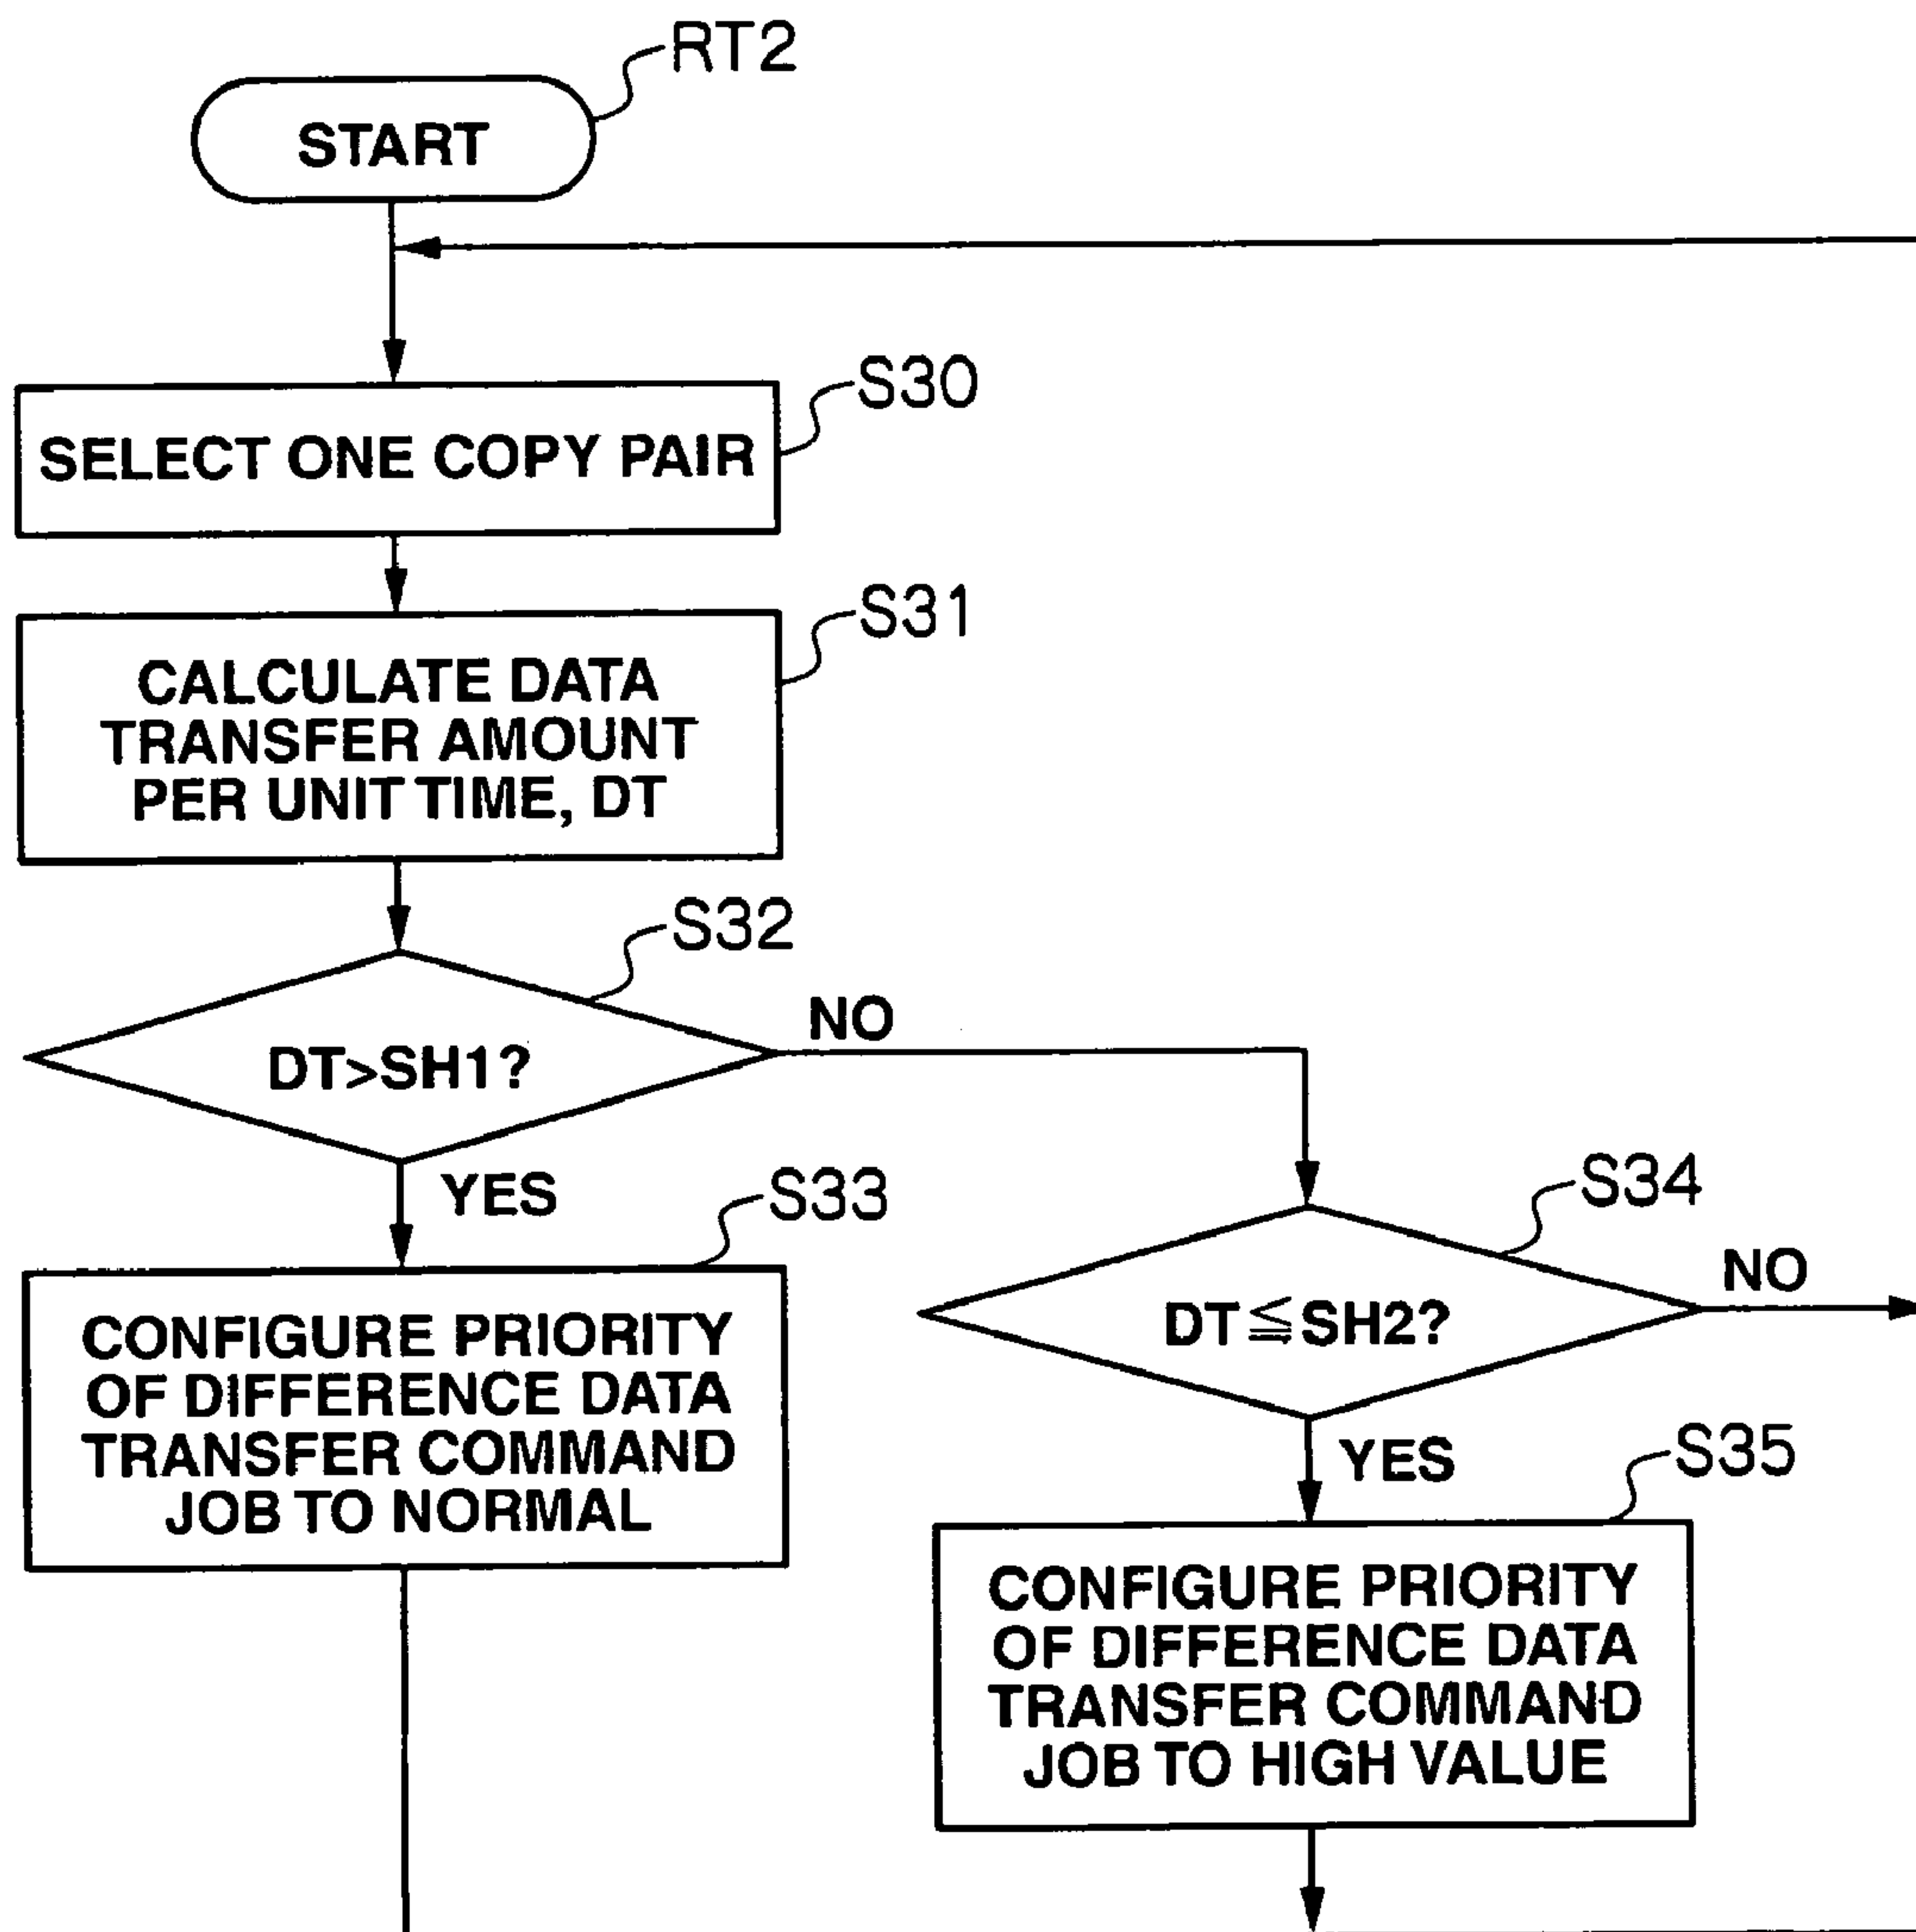 RT2
START
S30
SELECT ONE COPY PAIR
S31
CALCULATE DATA
TRANSFER AMOUNT
PER UNIT TIME, DT
S32
DT>SH1?
NO
YES
S33
CONFIGURE PRIORITY
OF DIFFERENCE DATA
TRANSFER COMMAND
JOB TO NORMAL
S34
DT≦SH2?
NO
YES
S35
CONFIGURE PRIORITY
OF DIFFERENCE DATA
TRANSFER COMMAND
JOB TO HIGH VALUE